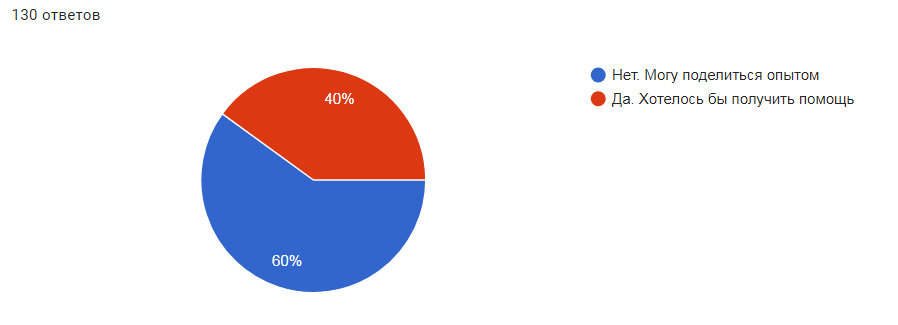 130 ответов
Нет. Могу поделиться опытом
Да. Хотелось бы получить помощь
40%
60%